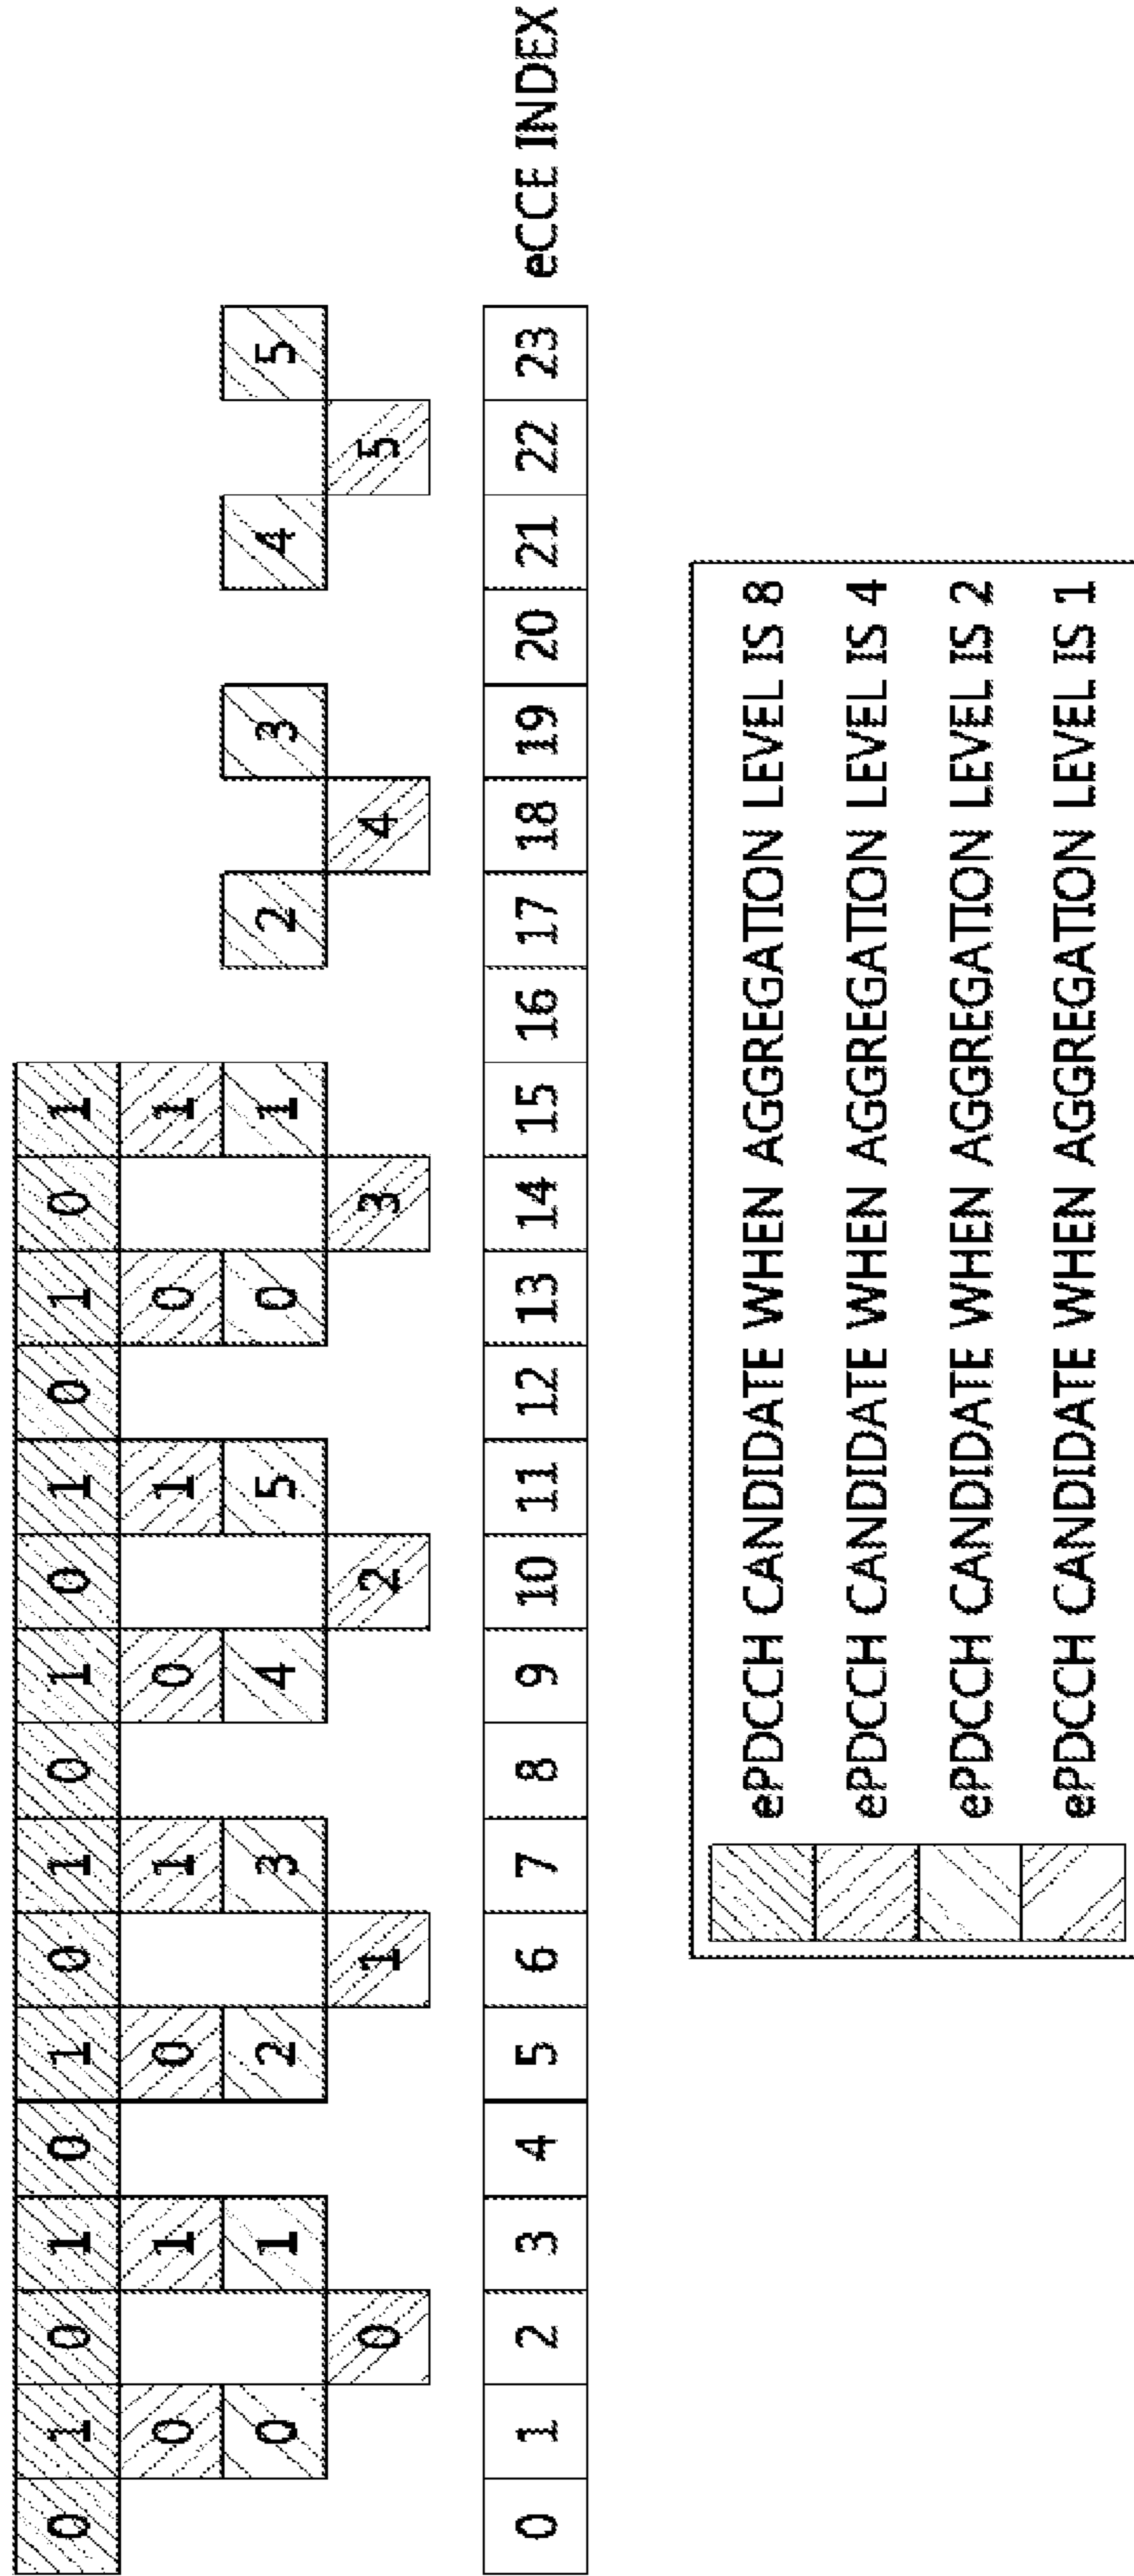 0 1 0 1 0 1 0 1 0 1 0 1 0 1 0 1
0 1 0 1 0 1 0 1
0 1 2 3 4 5 0 1 2 3 4 5
0 1 2 3 4 5
0 1 2 3 4 5 6 7 8 9 10 11 12 13 14 15 16 17 18 19 20 21 22 23 eCCE INDEX
ePDCCH CANDIDATE WHEN AGGREGATION LEVEL IS 8
ePDCCH CANDIDATE WHEN AGGREGATION LEVEL IS 4
ePDCCH CANDIDATE WHEN AGGREGATION LEVEL IS 2
ePDCCH CANDIDATE WHEN AGGREGATION LEVEL IS 1